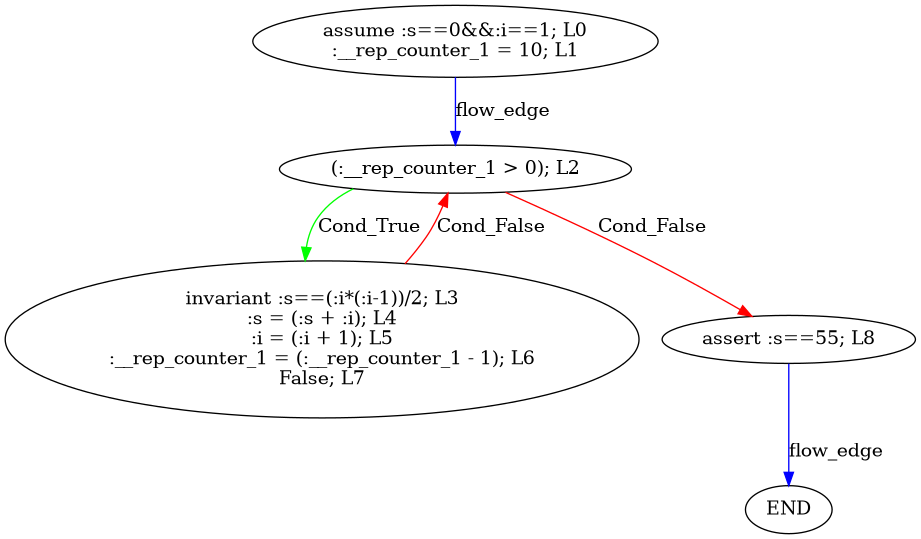 assume :s==0&&:i==1; L0
:__rep_counter_1 = 10; L1
flow_edge
(:__rep_counter_1 > 0); L2
Cond_True
Cond_False
Cond_False
invariant :s==(:i*(:i-1))/2; L3
:s = (:s + :i); L4
:i = (:i + 1); L5
:__rep_counter_1 = (:__rep_counter_1 - 1); L6
False; L7
assert :s==55; L8
flow_edge
END